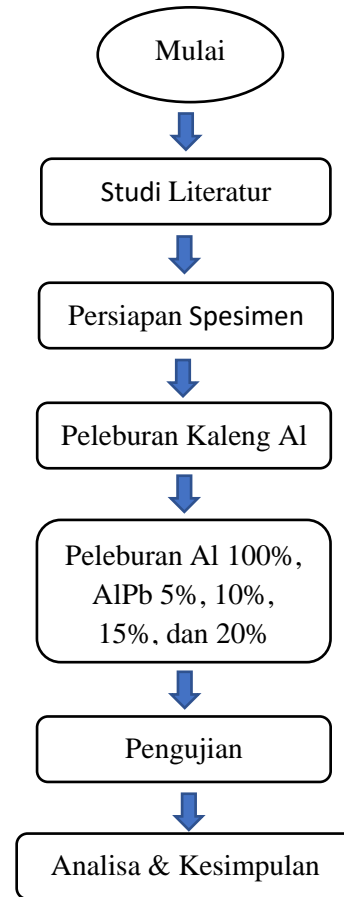 Mulai
Studi Literatur
Persiapan Spesimen
Peleburan Kaleng Al
Peleburan Al 100%,
AlPb 5%, 10%,
15%, dan 20%
Pengujian
Analisa & Kesimpulan